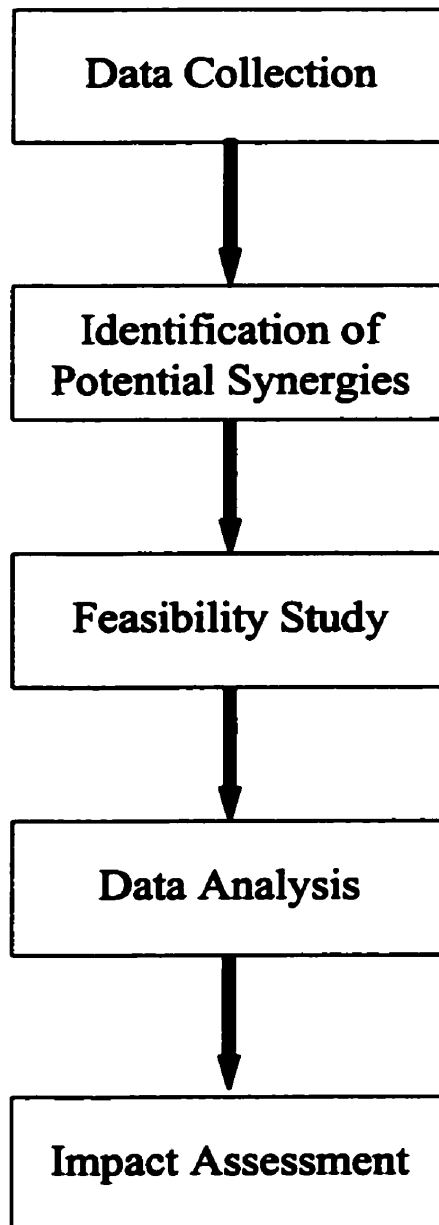 Data Collection
Identification of
Potential Synergies
Feasibility Study
Data Analysis
Impact Assessment